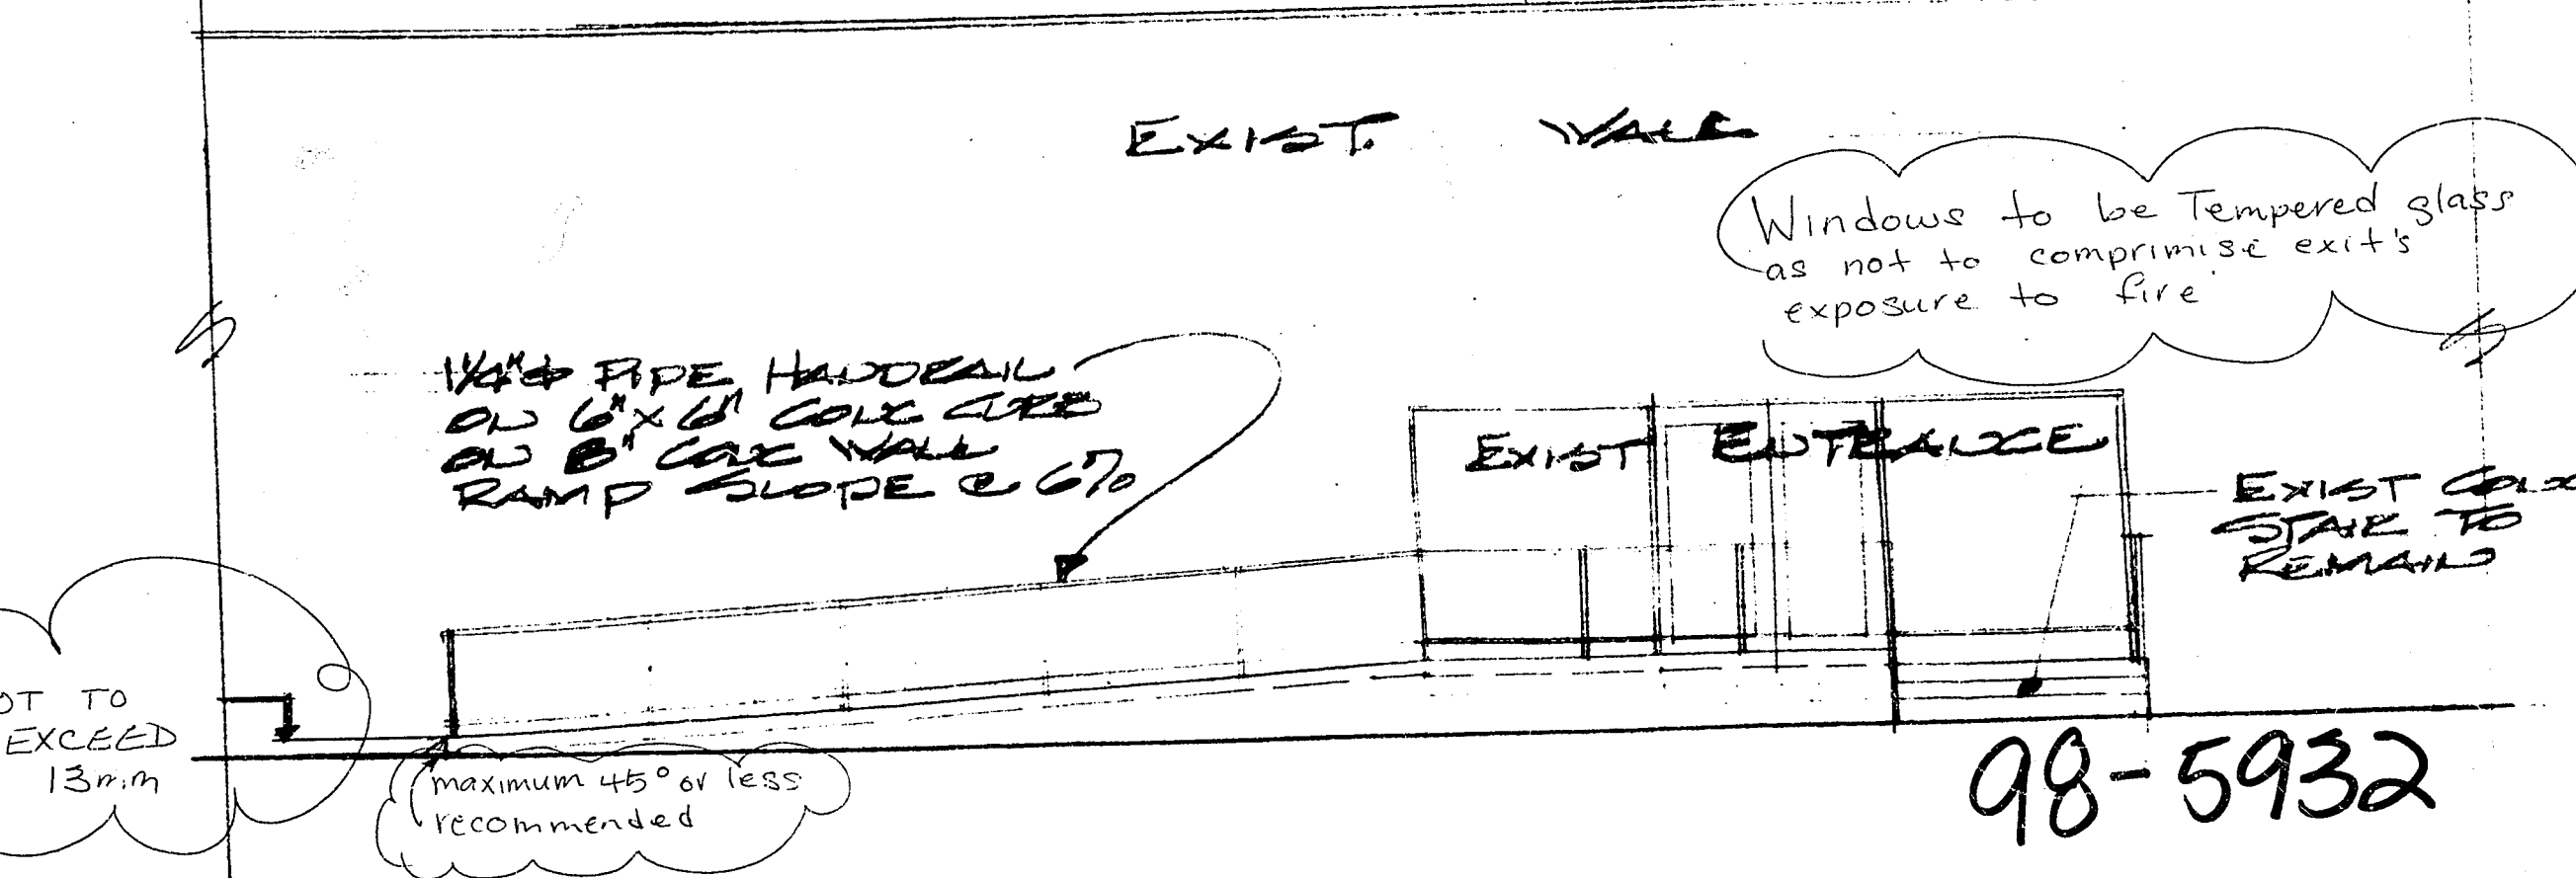 EXIST. WALL
Windows to be Tempered glass
as not to comprimise exit's
exposure to fire
1¼"ϕ PIPE HANDRAIL
ON 6"x6" CONC CURB
ON 8" CONC WALL
RAMP SLOPE @ 6%
EXIST ENTRANCE
EXIST CONC
STAIR TO
REMAIN
OT TO
EXCEED
13mm
maximum 45° or less
recommended
98-5932